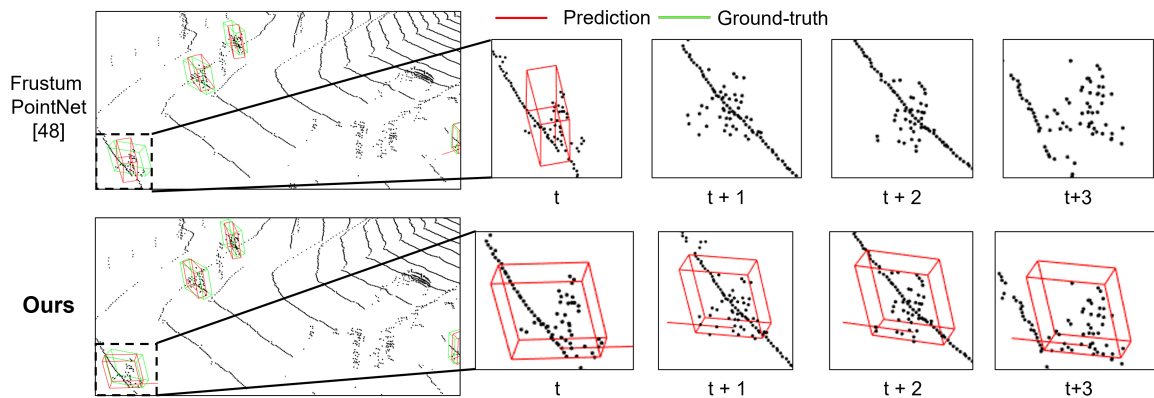 Prediction Ground-truth
Frustum
PointNet
[48]
t t + 1 t + 2 t+3
Ours
t t + 1 t + 2 t+3